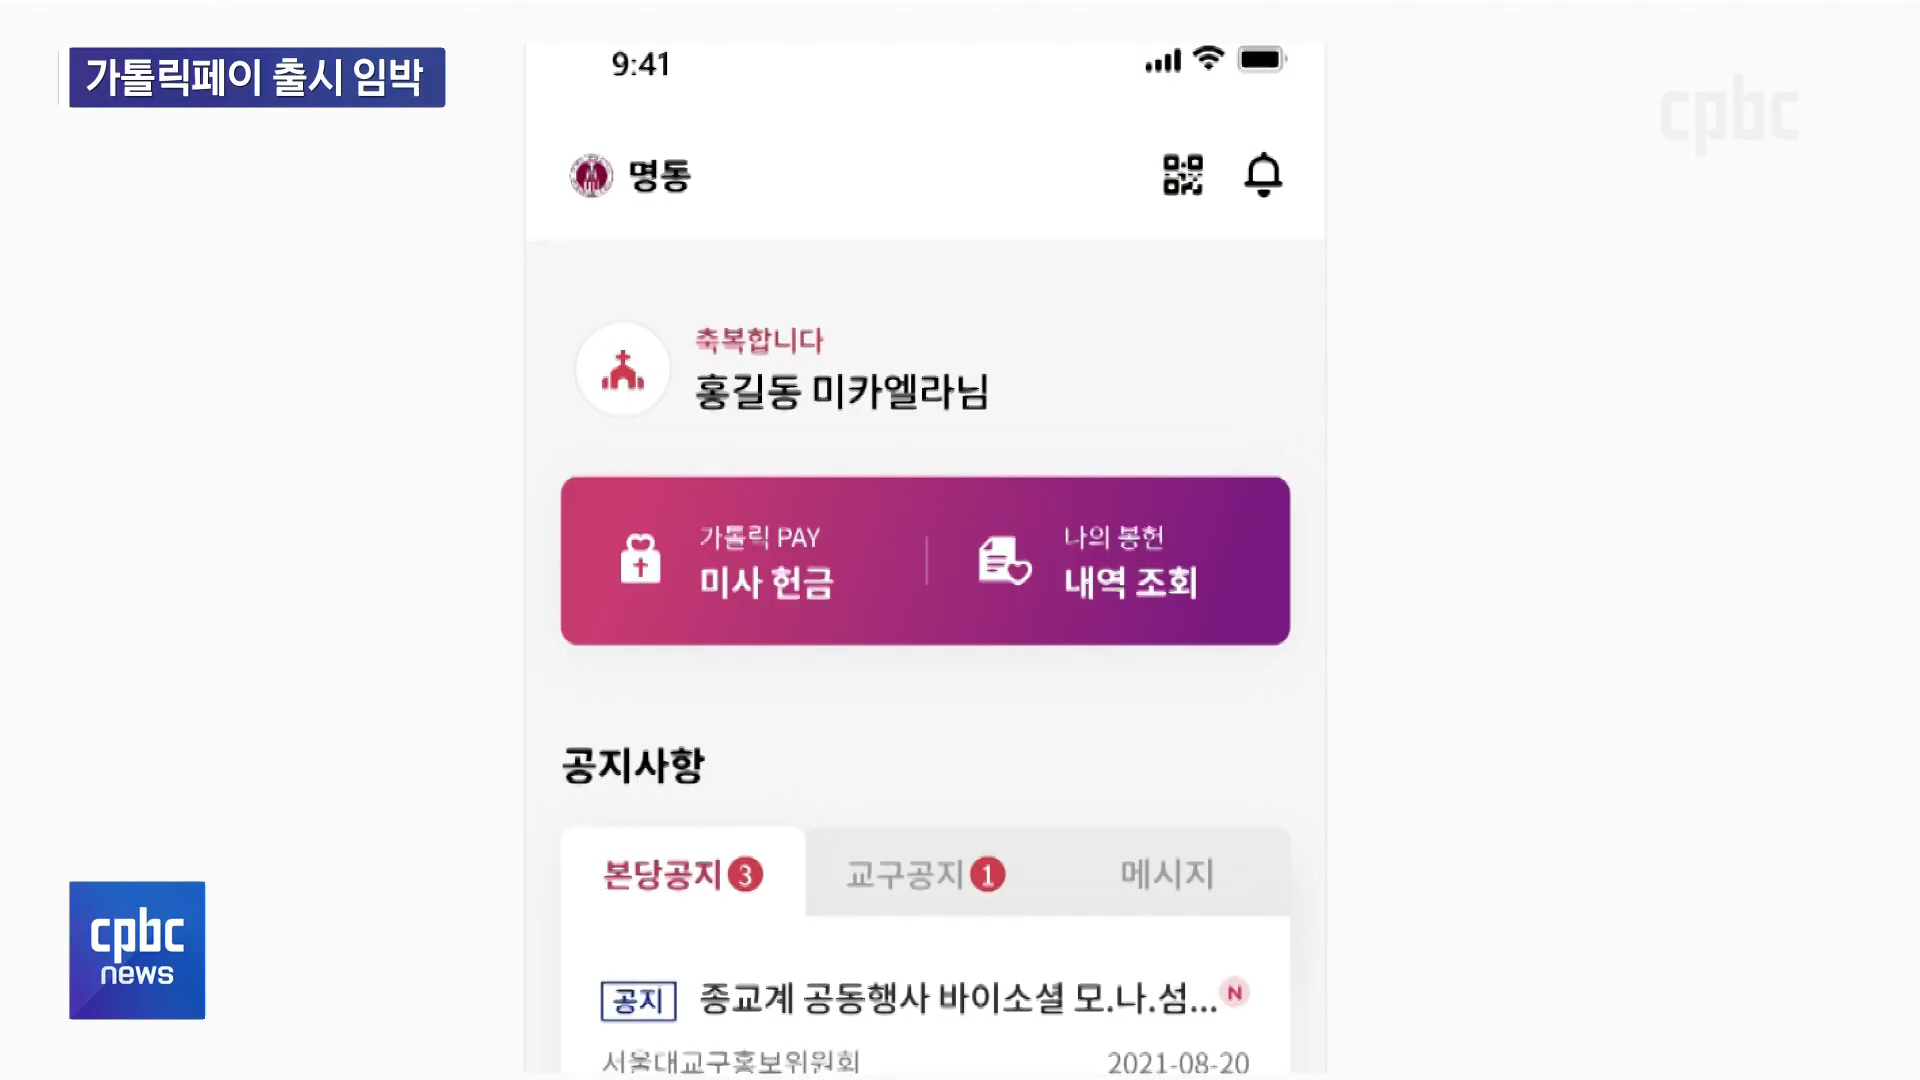 가톨릭페이 출시 임박
9:41
cpbc
명동
축복합니다
홍길동 미카엘라님
가톨릭 PAY
미사 헌금
나의 봉헌
내역 조회
공지사항
본당공지 3
교구공지 1
메시지
공지 종교계 공동행사 바이소셜 모.나.섬... N
서울대교구홍보위원회 2021-08-20
cpbc
news